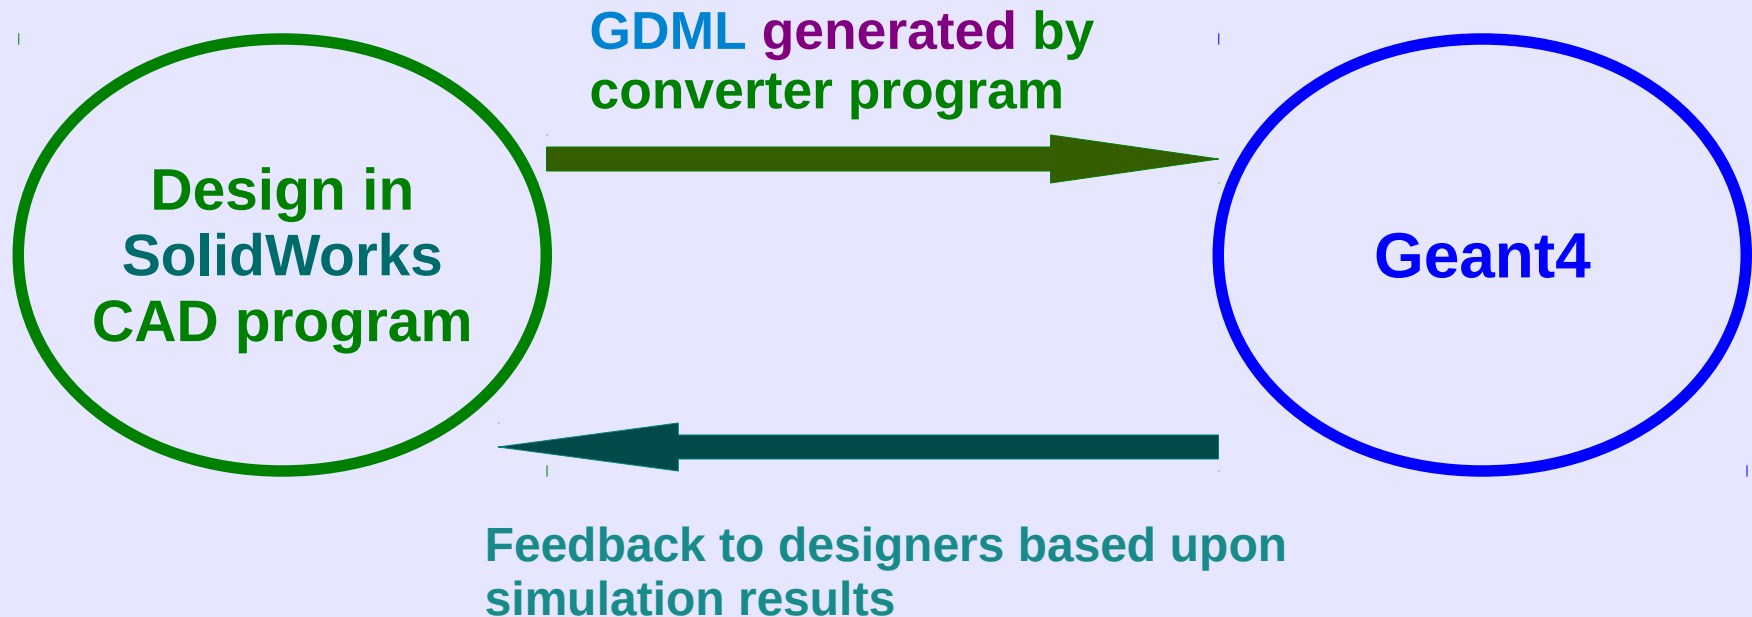 GDML generated by
converter program
Design in
SolidWorks
CAD program
Geant4
Feedback to designers based upon
simulation results